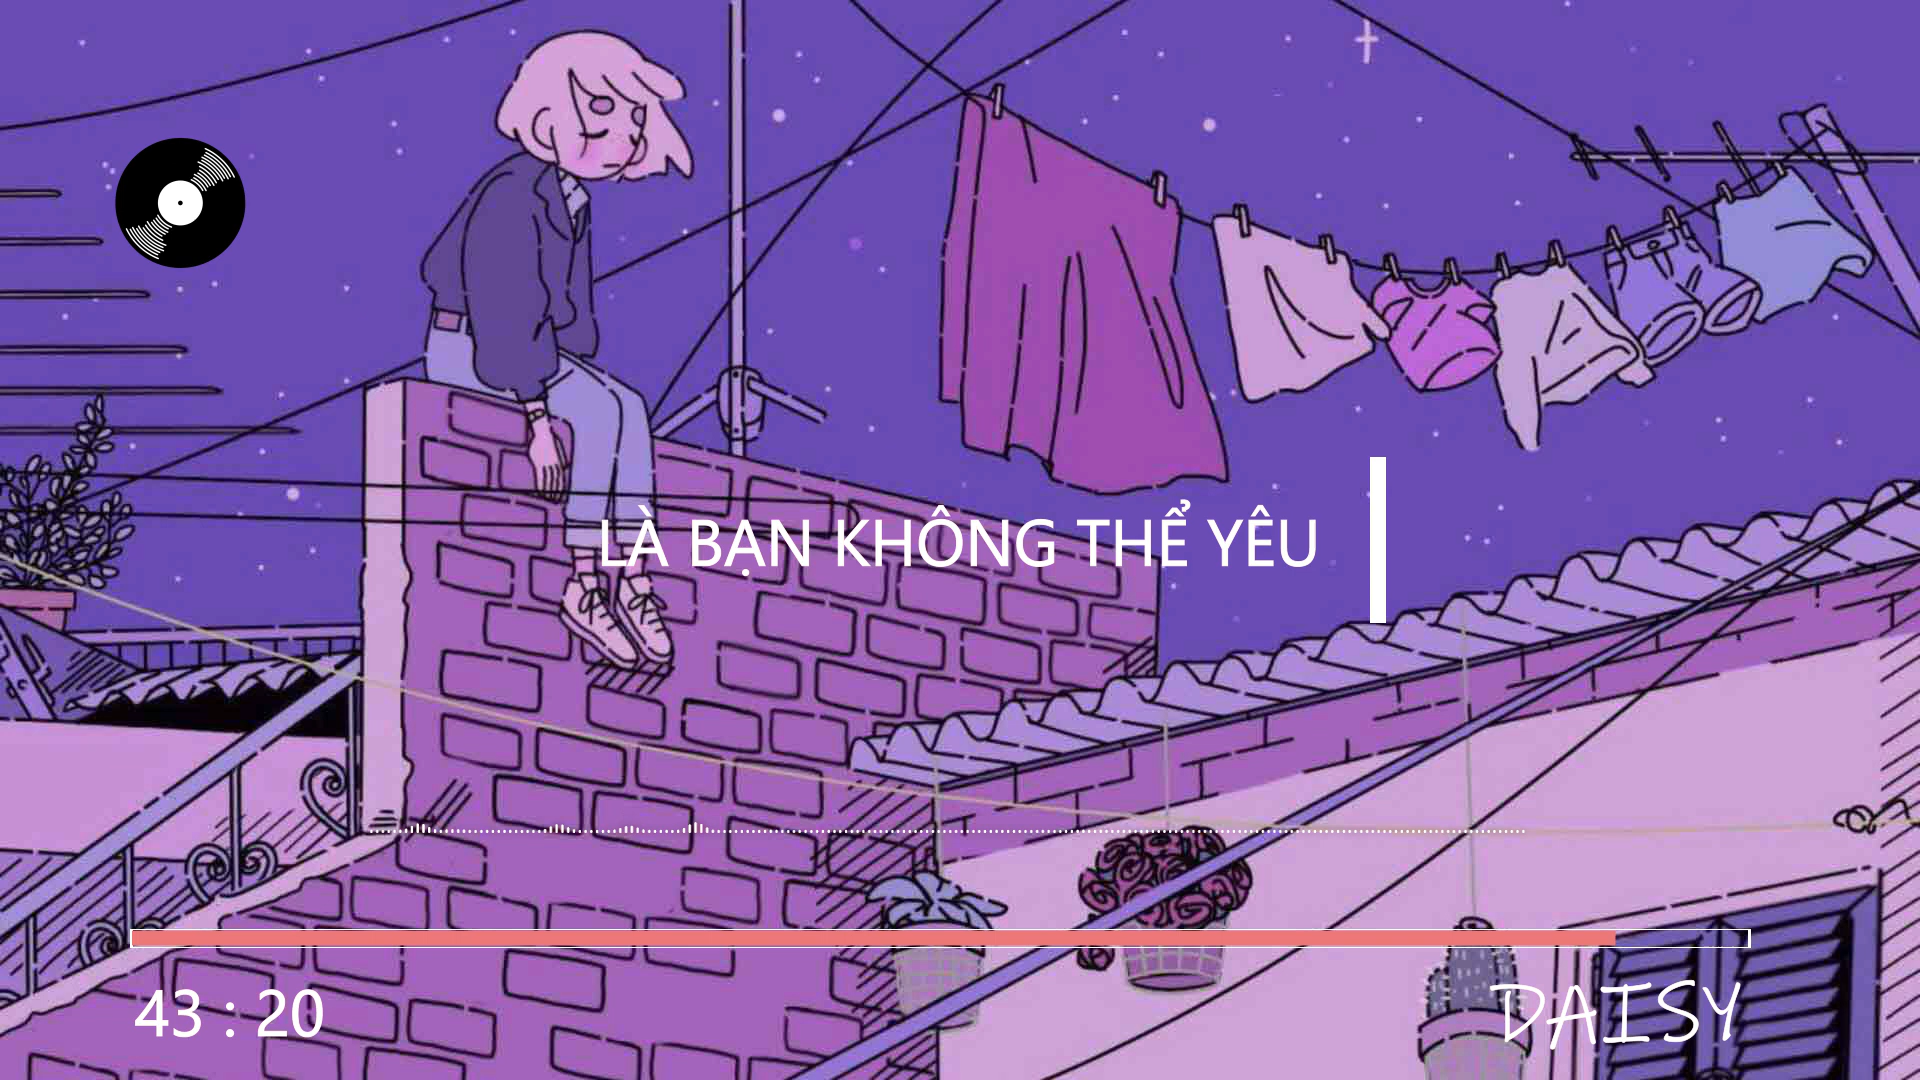 LÀ BẠN KHÔNG THỂ YÊU
43 : 20
DAISY